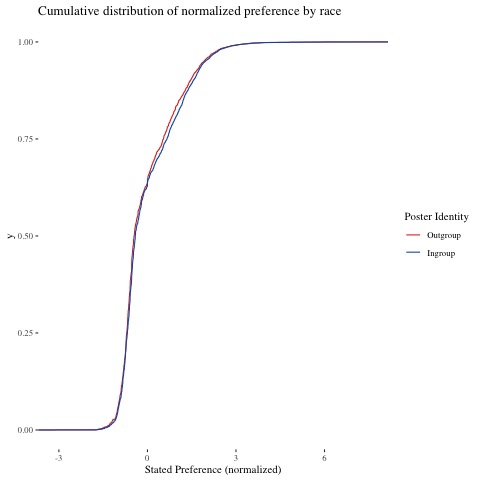 Cumulative distribution of normalized preference by race
1.00
0.75
0.50
0.25
0.00
y
-3
0
3
6
Stated Preference (normalized)
Poster Identity
Outgroup
Ingroup